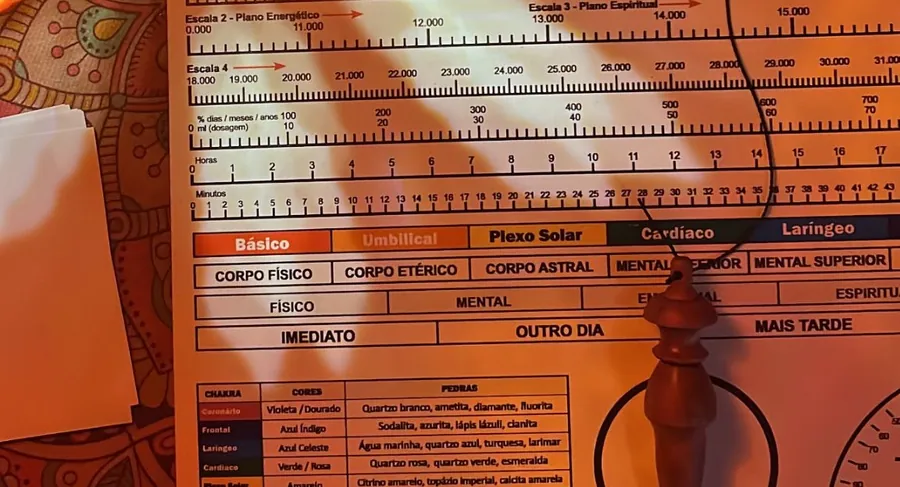 Escala 2 - Plano Energético
Escala 3 - Plano Espiritual
0.000 11.000 12.000 13.000 14.000 15.000
Escala 4
18.000 19.000 20.000 21.000 22.000 23.000 24.000 25.000 26.000 27.000 28.000 29.000 30.000 31.00
% dias / meses / anos 100 200 300 400 500 600 700
0 ml (dosagem) 10 20 30 40 50 60 70
Horas
0 1 2 3 4 5 6 7 8 9 10 11 12 13 14 15 16 17
Minutos
0 1 2 3 4 5 6 7 8 9 10 11 12 13 14 15 16 17 18 19 20 21 22 23 24 25 26 27 28 29 30 31 32 33 34 35 37 38 39 40 41 42 43
Básico Umbilical Plexo Solar Cardíaco Laríngeo
CORPO FÍSICO CORPO ETÉRICO CORPO ASTRAL MENTAL MENTAL SUPERIOR
FÍSICO MENTAL ESPIRITU
IMEDIATO OUTRO DIA MAIS TARDE
CHAKRA CORES PEDRAS
Coronário Violeta / Dourado Quartzo branco, ametita, diamante, fluorita
Frontal Azul Índigo Sodalita, azurita, lápis lázuli, cianita
Laríngeo Azul Celeste Água marinha, quartzo azul, turquesa, larimar
Cardíaco Verde / Rosa Quartzo rosa, quartzo verde, esmeralda
Plexo Solar Amarelo Citrino amarelo, topázio imperial, calcita amarela
50
60
70
80